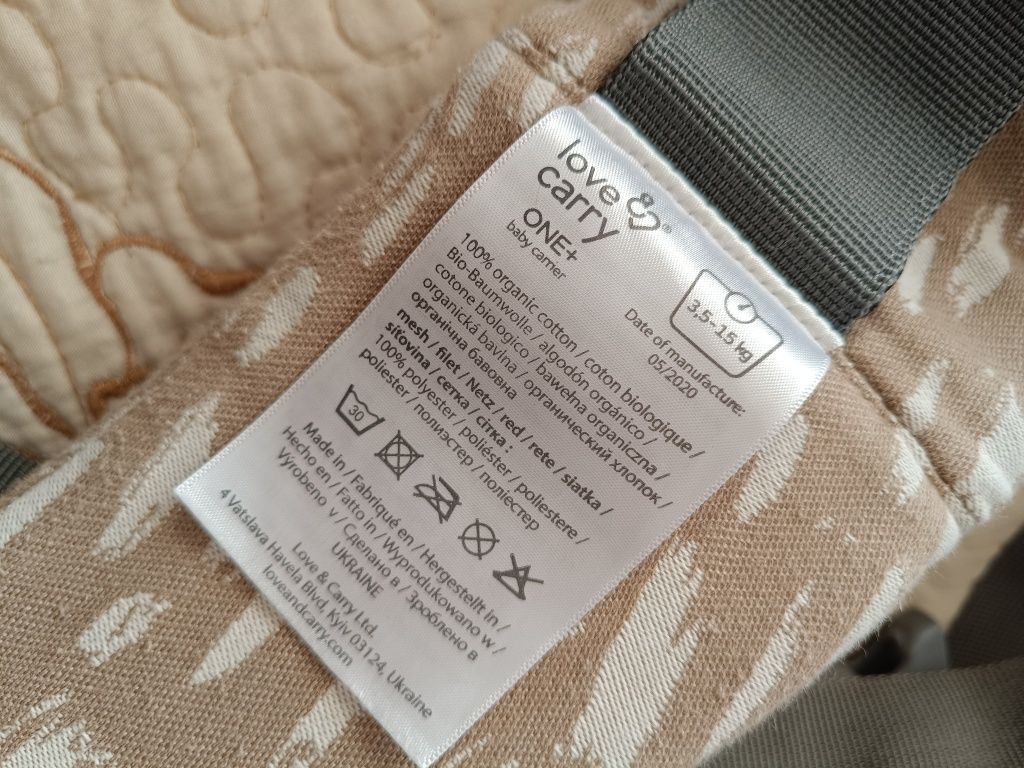 love &
carry®
ONE+
baby carrier
3.5-15 kg
Date of manufacture:
05/2020
100% organic cotton / coton biologique /
Bio-Baumwolle / algodón orgánico /
cotone biologico / bawełna organiczna /
organická bavlna / органический хлопок /
органічна бавовна
mesh / filet / Netz / red / rete / siatka /
síťovina / сетка / сітка :
100% polyester / poliéster / poliestere /
poliester / полиэстер / поліестер
30
Made in / Fabriqué en / Hergestellt in /
Hecho en / Fatto in / Wyprodukowano w /
Vyrobeno v / Сделано в / Зроблено в
UKRAINE
Love & Carry Ltd.
4 Vatslava Havela Blvd, Kyiv 03124, Ukraine
loveandcarry.com